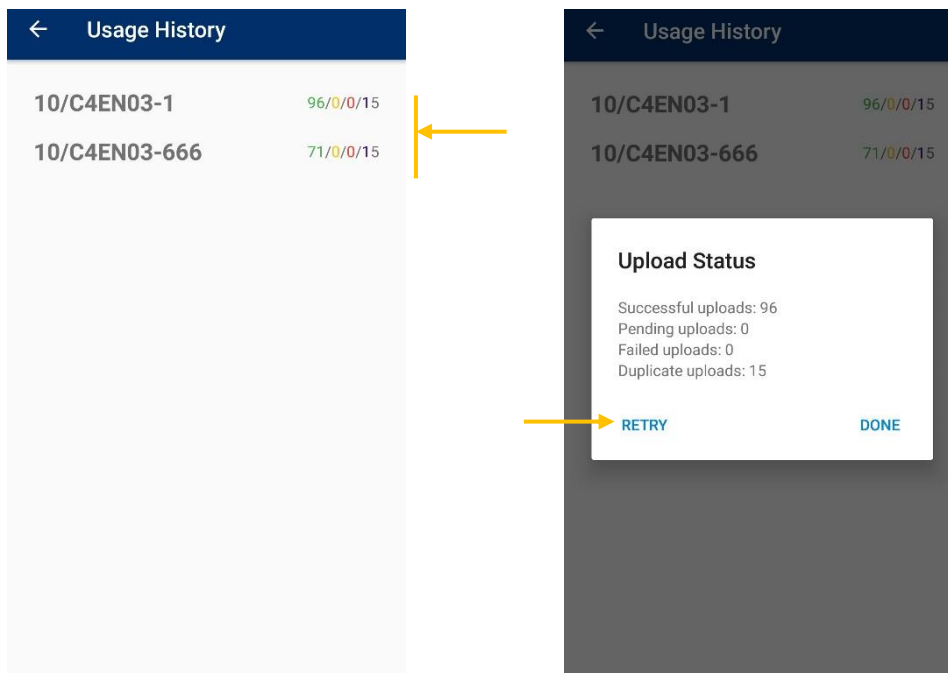 Usage History
10/C4EN03-1 96/0/0/15
10/C4EN03-666 71/0/0/15
Usage History
10/C4EN03-1 96/0/0/15
10/C4EN03-666 71/0/0/15
Upload Status
Successful uploads: 96
Pending uploads: 0
Failed uploads: 0
Duplicate uploads: 15
RETRY DONE